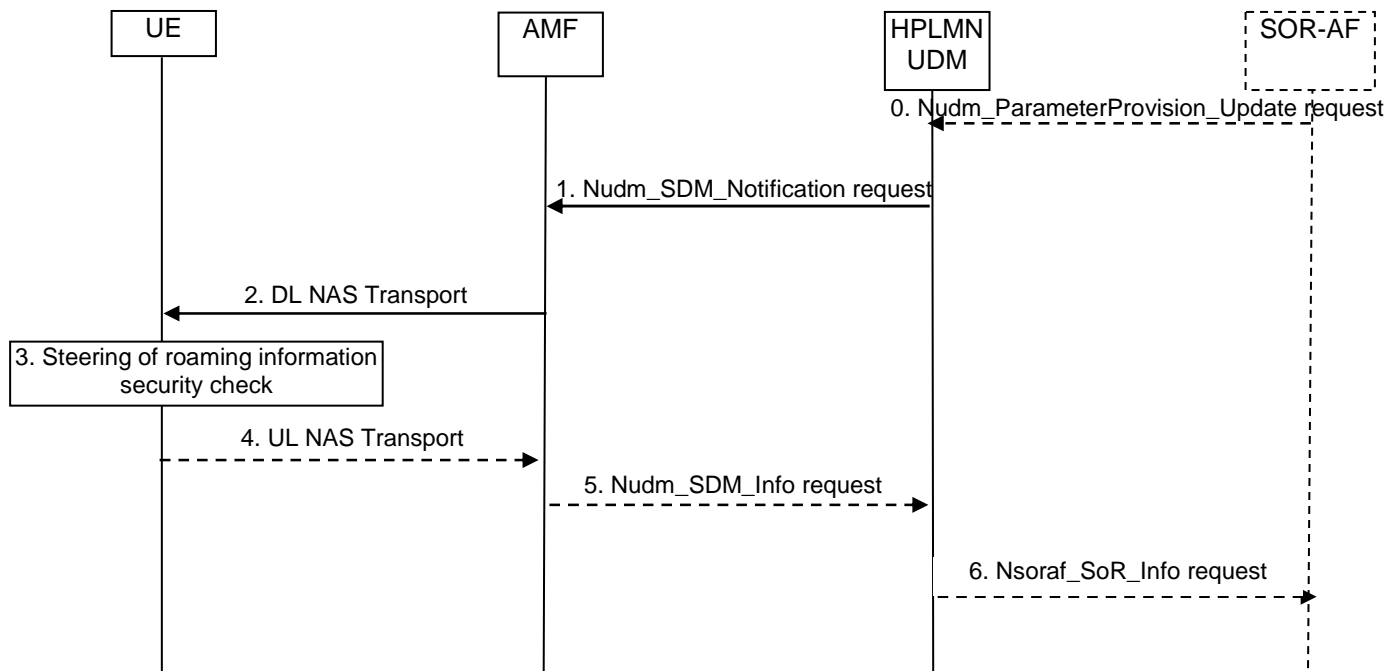 UE
AMF
HPLMN
UDM
SOR-AF
0. Nudm_ParameterProvision_Update request
1. Nudm_SDM_Notification request
2. DL NAS Transport
3. Steering of roaming information
security check
4. UL NAS Transport
5. Nudm_SDM_Info request
6. Nsoraf_SoR_Info request